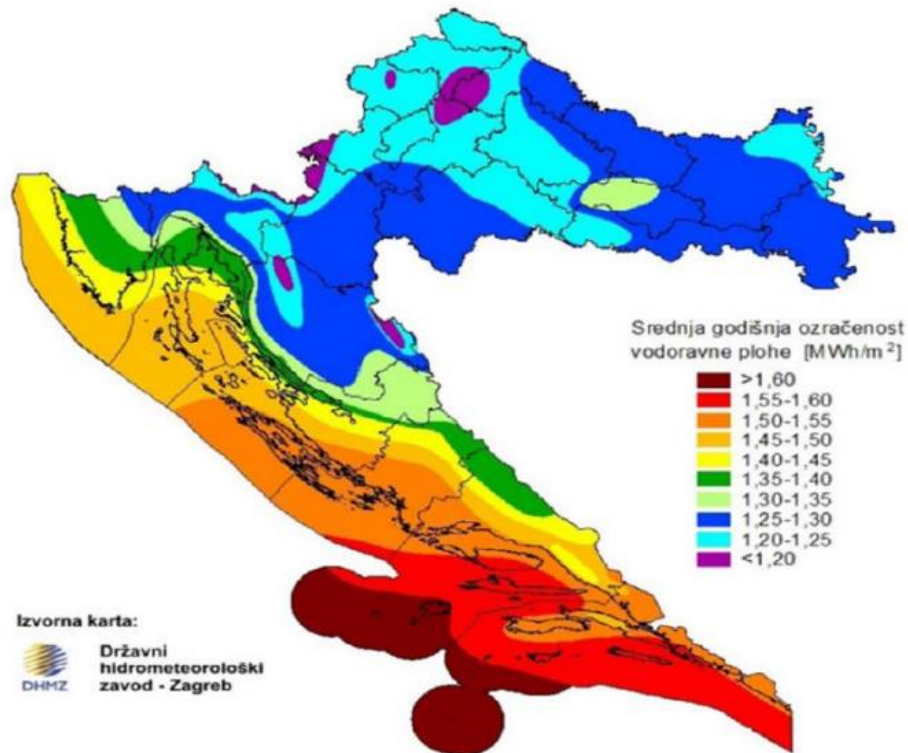 Srednja godišnja ozračenost
vodoravne plohe [MWh/m²]
>1,60
1,55-1,60
1,50-1,55
1,45-1,50
1,40-1,45
1,35-1,40
1,30-1,35
1,25-1,30
1,20-1,25
<1,20
Izvorna karta:
Državni
hidrometeorološki
zavod - Zagreb
DHMZ